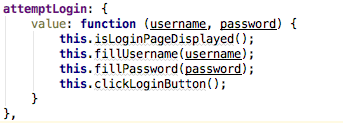 attemptLogin: {
    value: function (username, password) {
        this.isLoginPageDisplayed();
        this.fillUsername(username);
        this.fillPassword(password);
        this.clickLoginButton();
    }
},